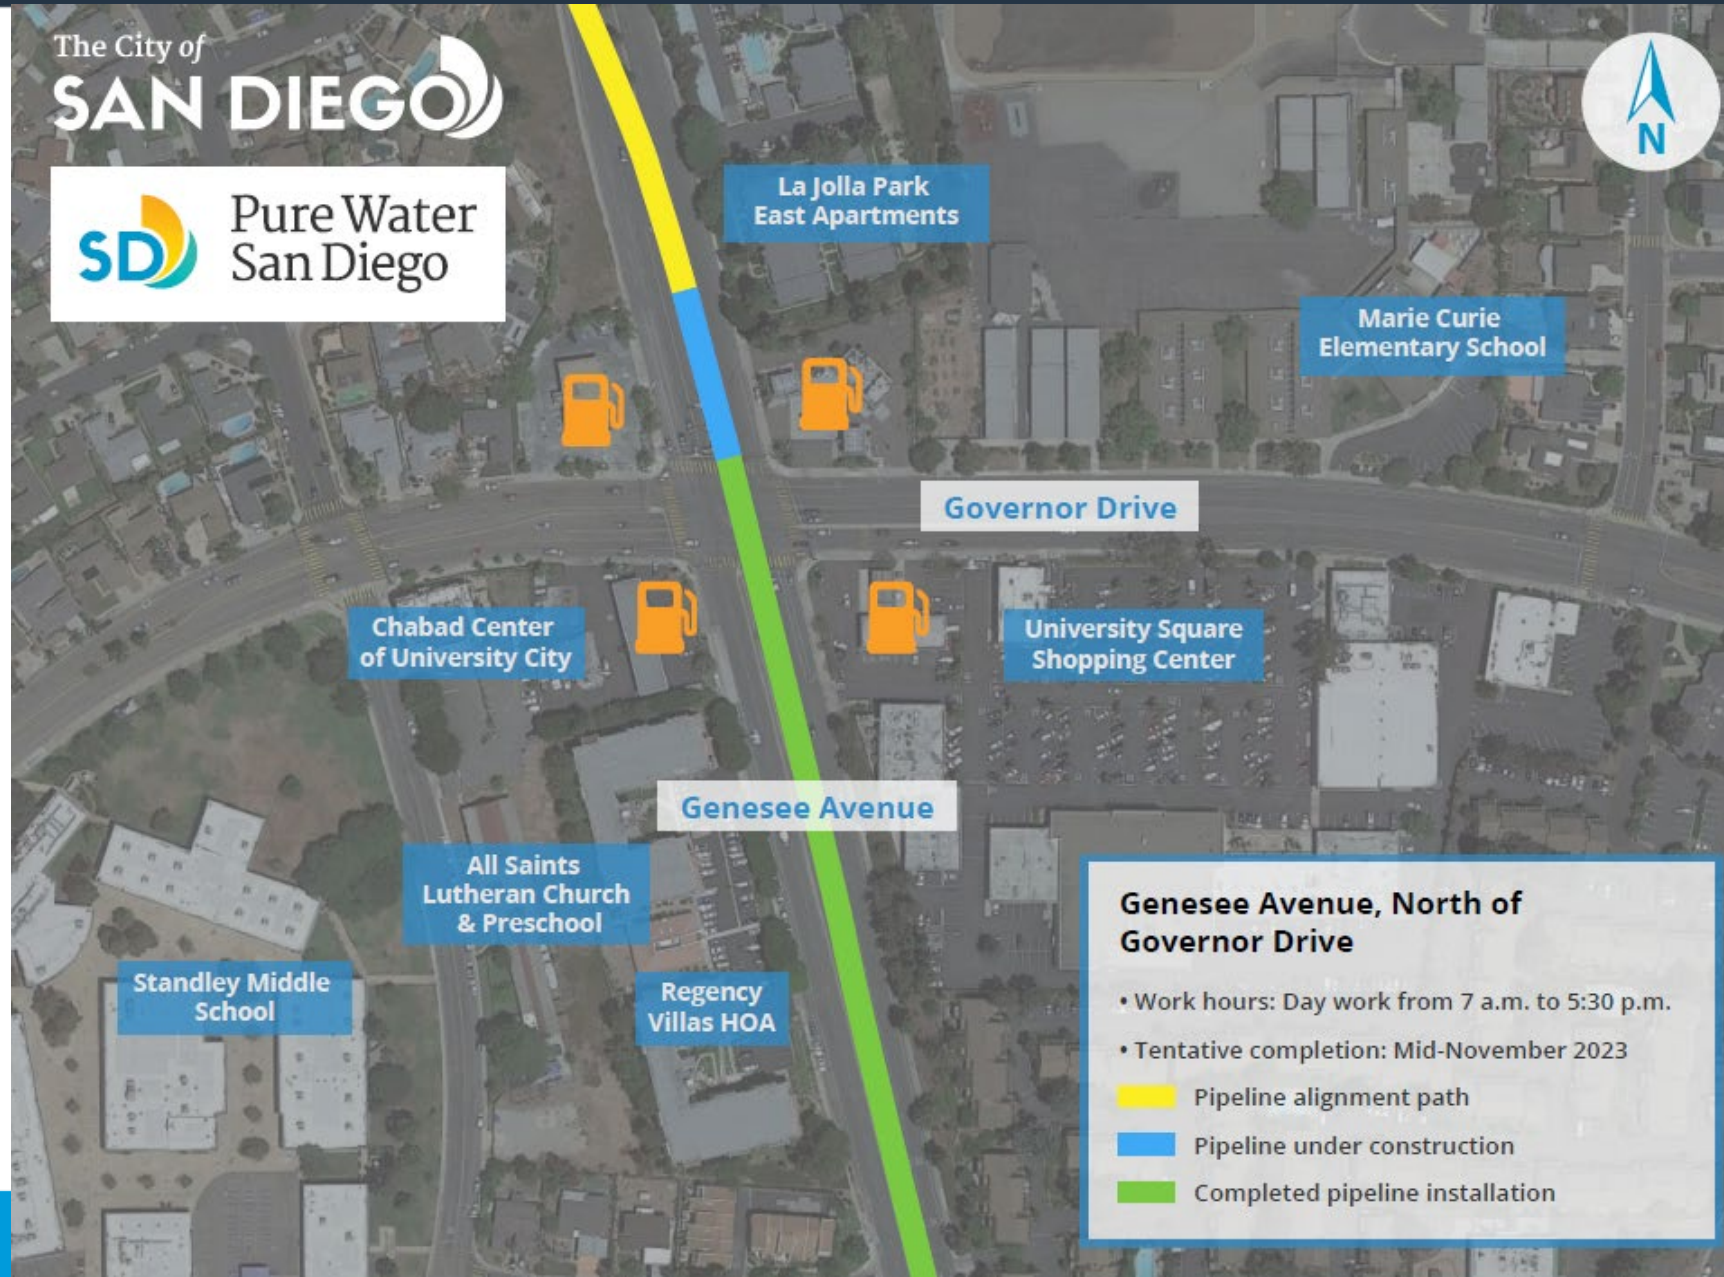 The City of
SAN DIEGO
SD
Pure Water
San Diego
N
La Jolla Park
East Apartments
Marie Curie
Elementary School
Governor Drive
Chabad Center
of University City
University Square
Shopping Center
Genesee Avenue
All Saints
Lutheran Church
& Preschool
Standley Middle
School
Regency
Villas HOA
Genesee Avenue, North of
Governor Drive
• Work hours: Day work from 7 a.m. to 5:30 p.m.
• Tentative completion: Mid-November 2023
Pipeline alignment path
Pipeline under construction
Completed pipeline installation